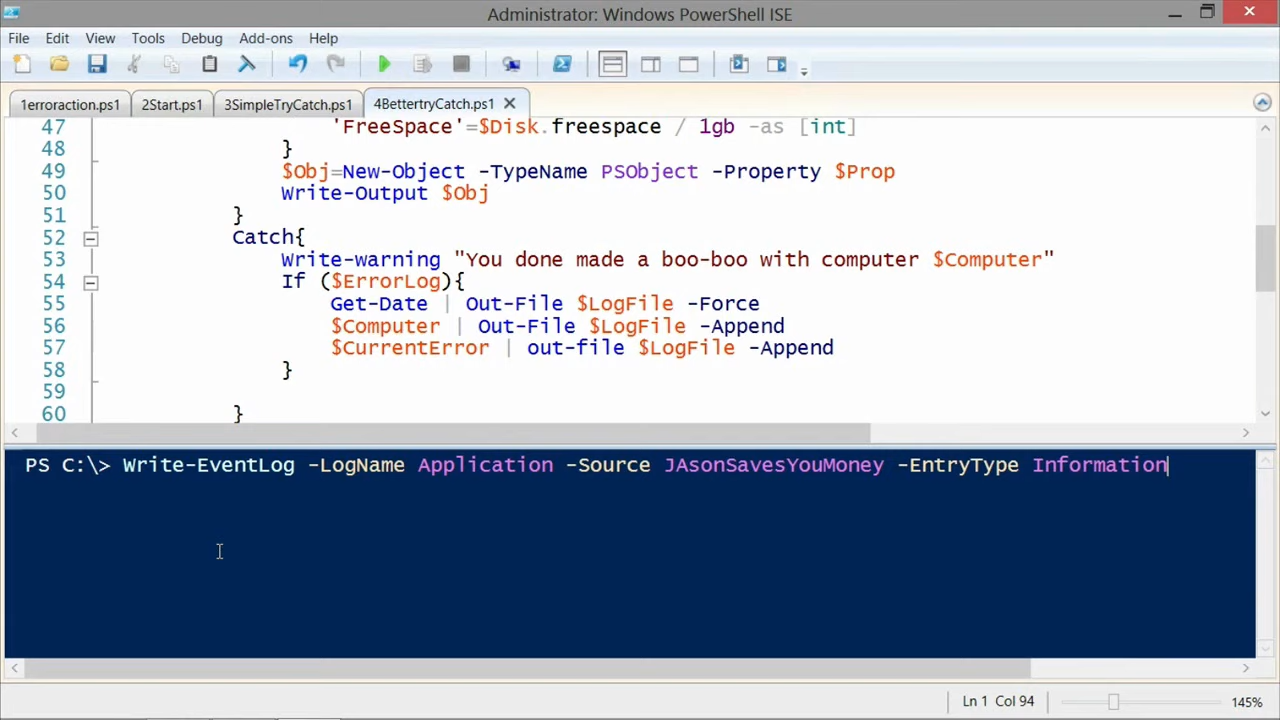 Administrator: Windows PowerShell ISE
File Edit View Tools Debug Add-ons Help
1erroraction.ps1 2Start.ps1 3SimpleTryCatch.ps1 4BettertryCatch.ps1
47 'FreeSpace'=$Disk.freespace / 1gb -as [int]
48 }
49 $Obj=New-Object -TypeName PSObject -Property $Prop
50 Write-Output $Obj
51 }
52 Catch{
53 Write-warning "You done made a boo-boo with computer $Computer"
54 If ($ErrorLog){
55 Get-Date | Out-File $LogFile -Force
56 $Computer | Out-File $LogFile -Append
57 $CurrentError | out-file $LogFile -Append
58 }
59
60 }
PS C:\> Write-EventLog -LogName Application -Source JAsonSavesYouMoney -EntryType Information
Ln 1 Col 94 145%